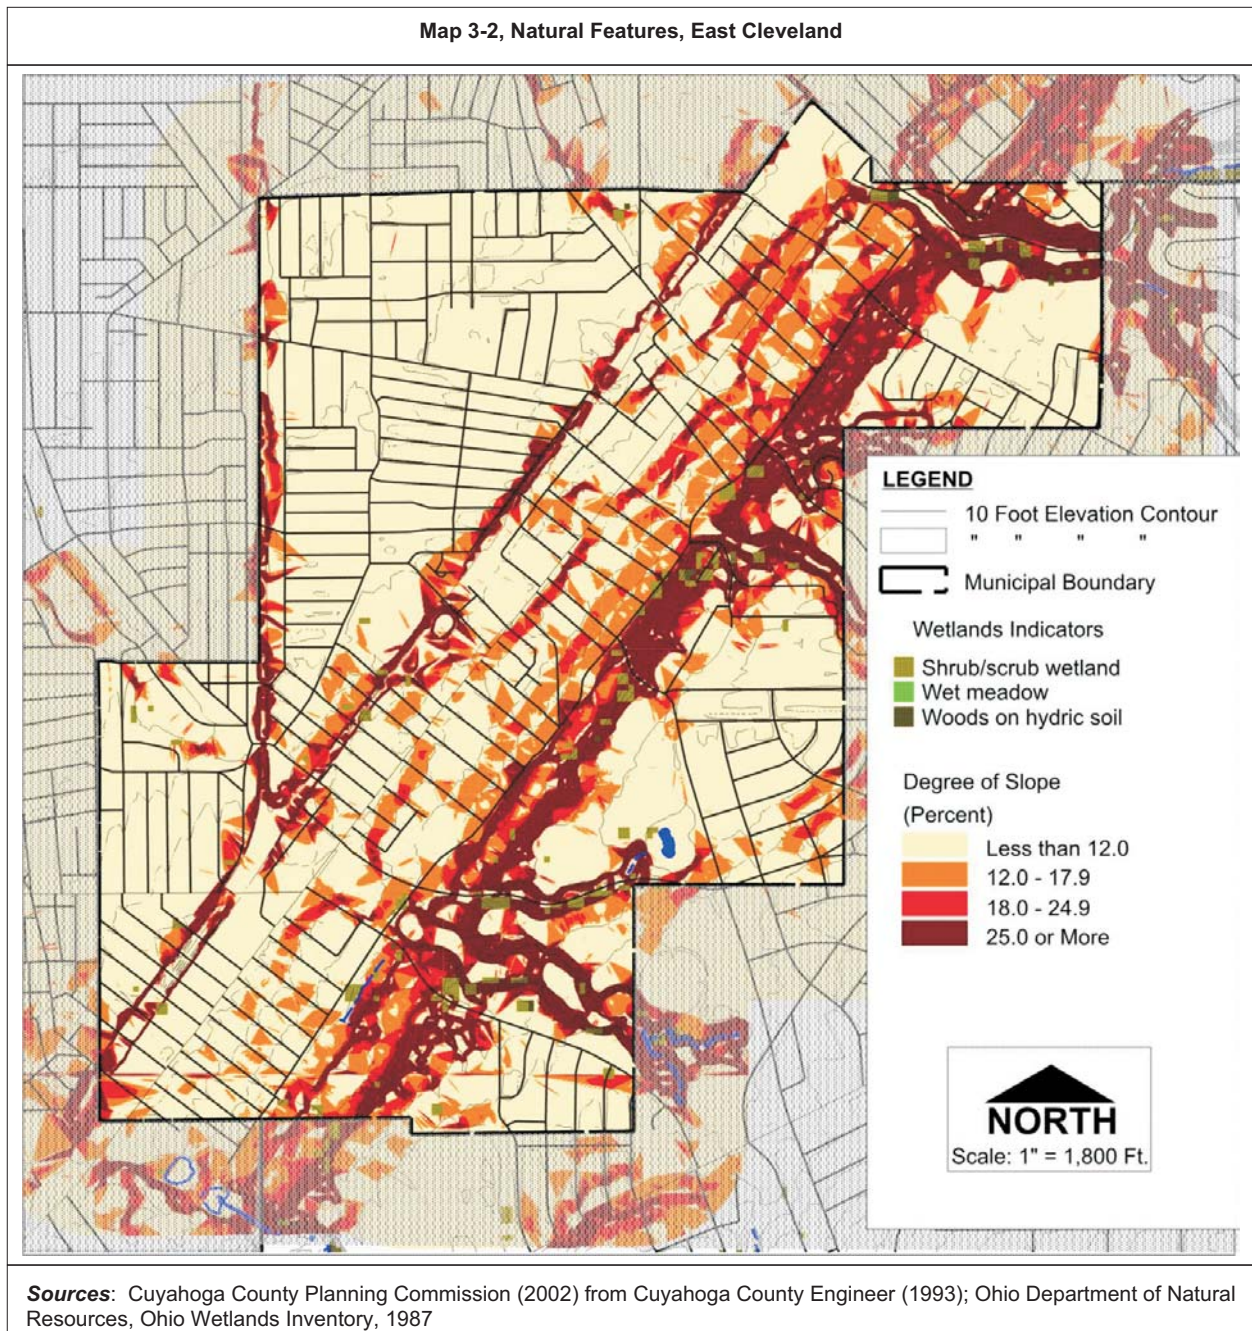 Map 3-2, Natural Features, East Cleveland
LEGEND
10 Foot Elevation Contour
" " " "
Municipal Boundary
Wetlands Indicators
Shrub/scrub wetland
Wet meadow
Woods on hydric soil
Degree of Slope
(Percent)
Less than 12.0
12.0 - 17.9
18.0 - 24.9
25.0 or More
NORTH
Scale: 1" = 1,800 Ft.
Sources: Cuyahoga County Planning Commission (2002) from Cuyahoga County Engineer (1993); Ohio Department of Natural
Resources, Ohio Wetlands Inventory, 1987